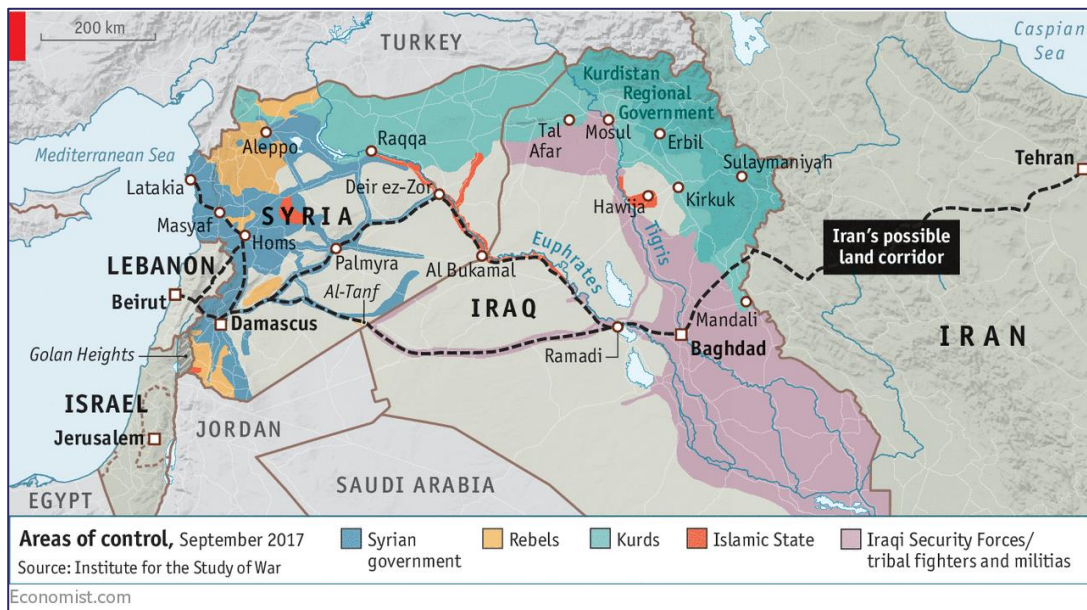 200 km
TURKEY
Caspian
Sea
Kurdistan
Regional
Government
Aleppo
Raqqa
Tal
Afar
Mosul
Erbil
Sulaymaniyah
Mediterranean Sea
Tehran
Latakia
Deir ez-Zor
Hawija
Kirkuk
Masyaf
SYRIA
Homs
Tigris
Iran's possible
land corridor
LEBANON
Palmyra
Al Bukamal
Euphrates
Beirut
Al-Tanf
IRAQ
Mandali
IRAN
Damascus
Golan Heights
Ramadi
Baghdad
ISRAEL
Jerusalem
JORDAN
SAUDI ARABIA
EGYPT
Areas of control, September 2017
Source: Institute for the Study of War
Syrian
government
Rebels
Kurds
Islamic State
Iraqi Security Forces/
tribal fighters and militias
Economist.com